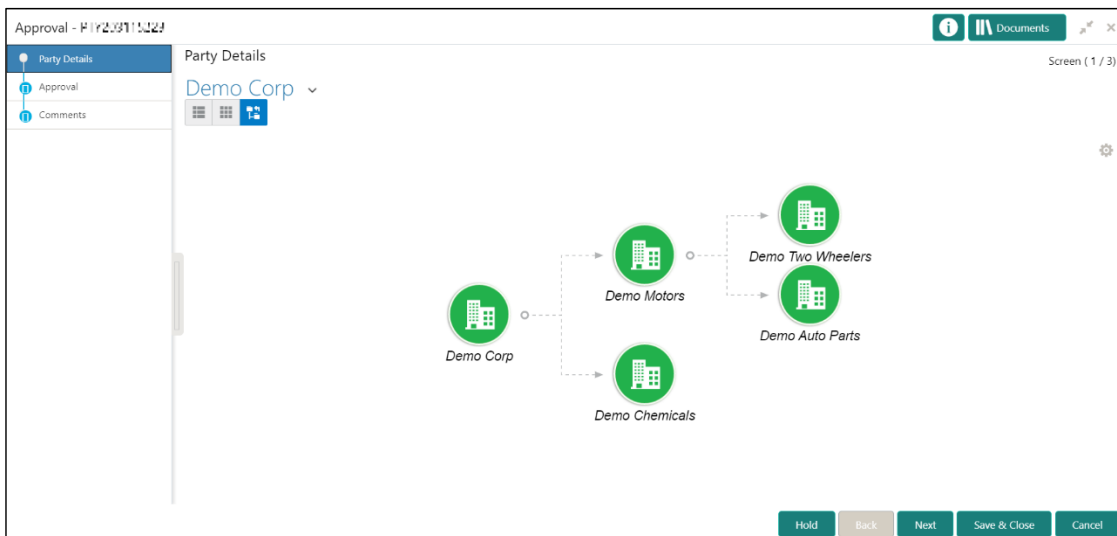 Approval -
Documents
Party Details
Approval
Comments
Party Details
Screen ( 1 / 3)
Demo Corp
Demo Two Wheelers
Demo Motors
Demo Auto Parts
Demo Corp
Demo Chemicals
Hold
Back
Next
Save & Close
Cancel